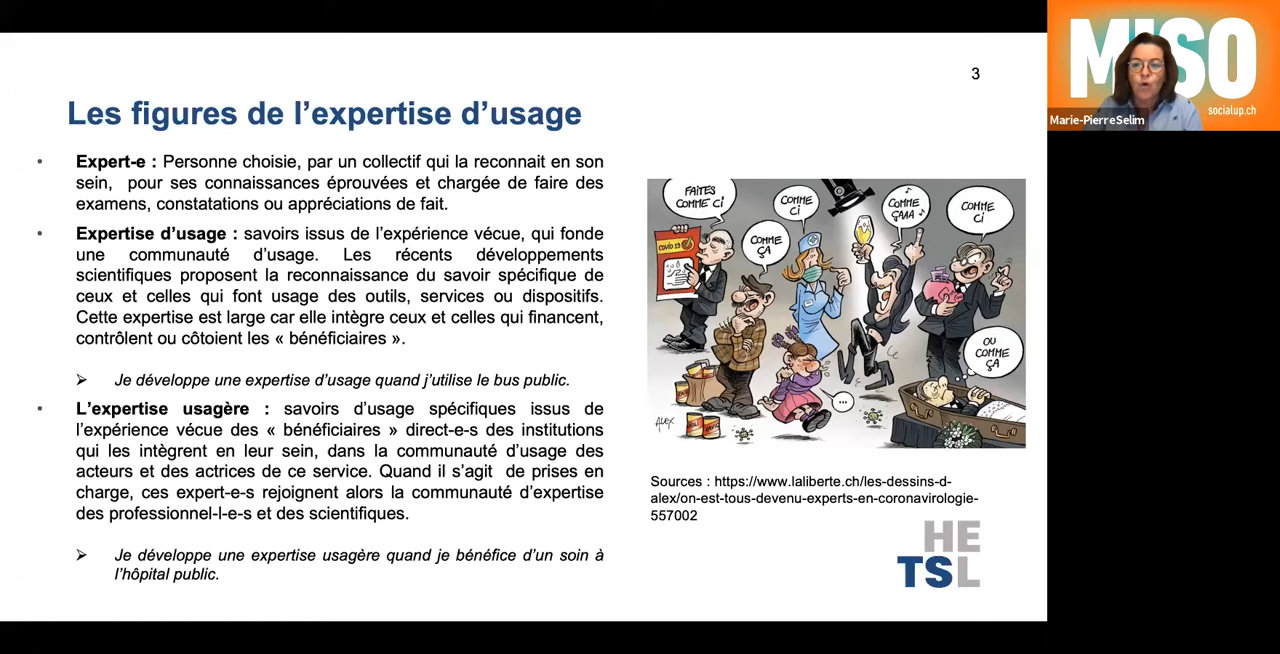 3
Les figures de l’expertise d’usage
• Expert-e : Personne choisie, par un collectif qui la reconnait en son
sein, pour ses connaissances éprouvées et chargée de faire des
examens, constatations ou appréciations de fait.
• Expertise d’usage : savoirs issus de l’expérience vécue, qui fonde
une communauté d’usage. Les récents développements
scientifiques proposent la reconnaissance du savoir spécifique de
ceux et celles qui font usage des outils, services ou dispositifs.
Cette expertise est large car elle intègre ceux et celles qui financent,
contrôlent ou côtoient les « bénéficiaires ».
➢ Je développe une expertise d’usage quand j’utilise le bus public.
• L’expertise usagère : savoirs d’usage spécifiques issus de
l’expérience vécue des « bénéficiaires » direct-e-s des institutions
qui les intègrent en leur sein, dans la communauté d’usage des
acteurs et des actrices de ce service. Quand il s’agit de prises en
charge, ces expert-e-s rejoignent alors la communauté d’expertise
des professionnel-l-e-s et des scientifiques.
➢ Je développe une expertise usagère quand je bénéfice d’un soin à
l’hôpital public.
FAITES
COMME CI
COMME
ÇA
COMME
CI
COMME
ÇAAA
COMME
CI
OU
COMME
ÇA
...
COVID 19
ALEX
Sources : https://www.laliberte.ch/les-dessins-d-
alex/on-est-tous-devenu-experts-en-coronavirologie-
557002
HE
TSL
MISO
socialup.ch
Marie-Pierre Selim